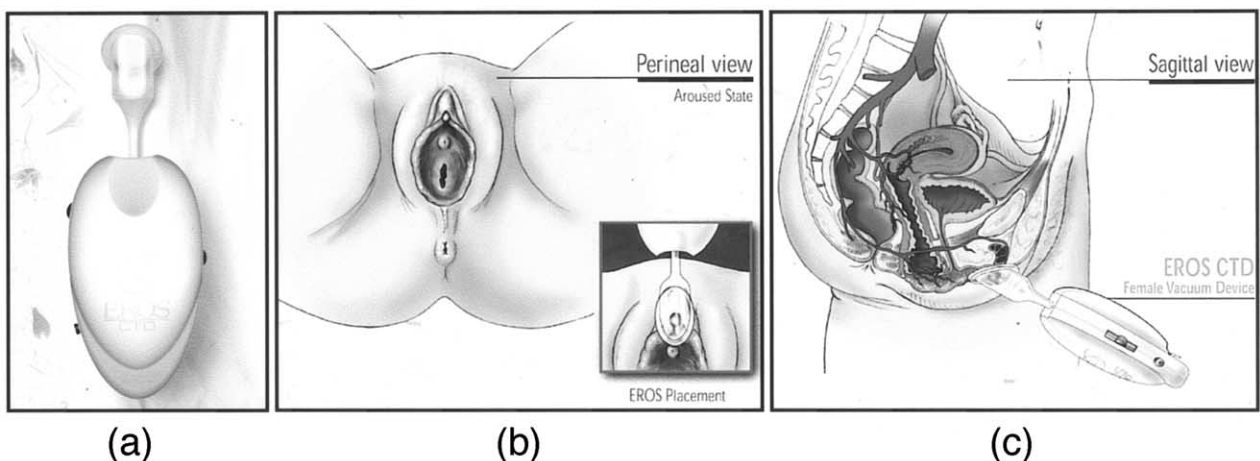 EROS
CTD
Perineal view
Aroused State
EROS Placement
Sagittal view
EROS CTD
Female Vacuum Device
(a)
(b)
(c)